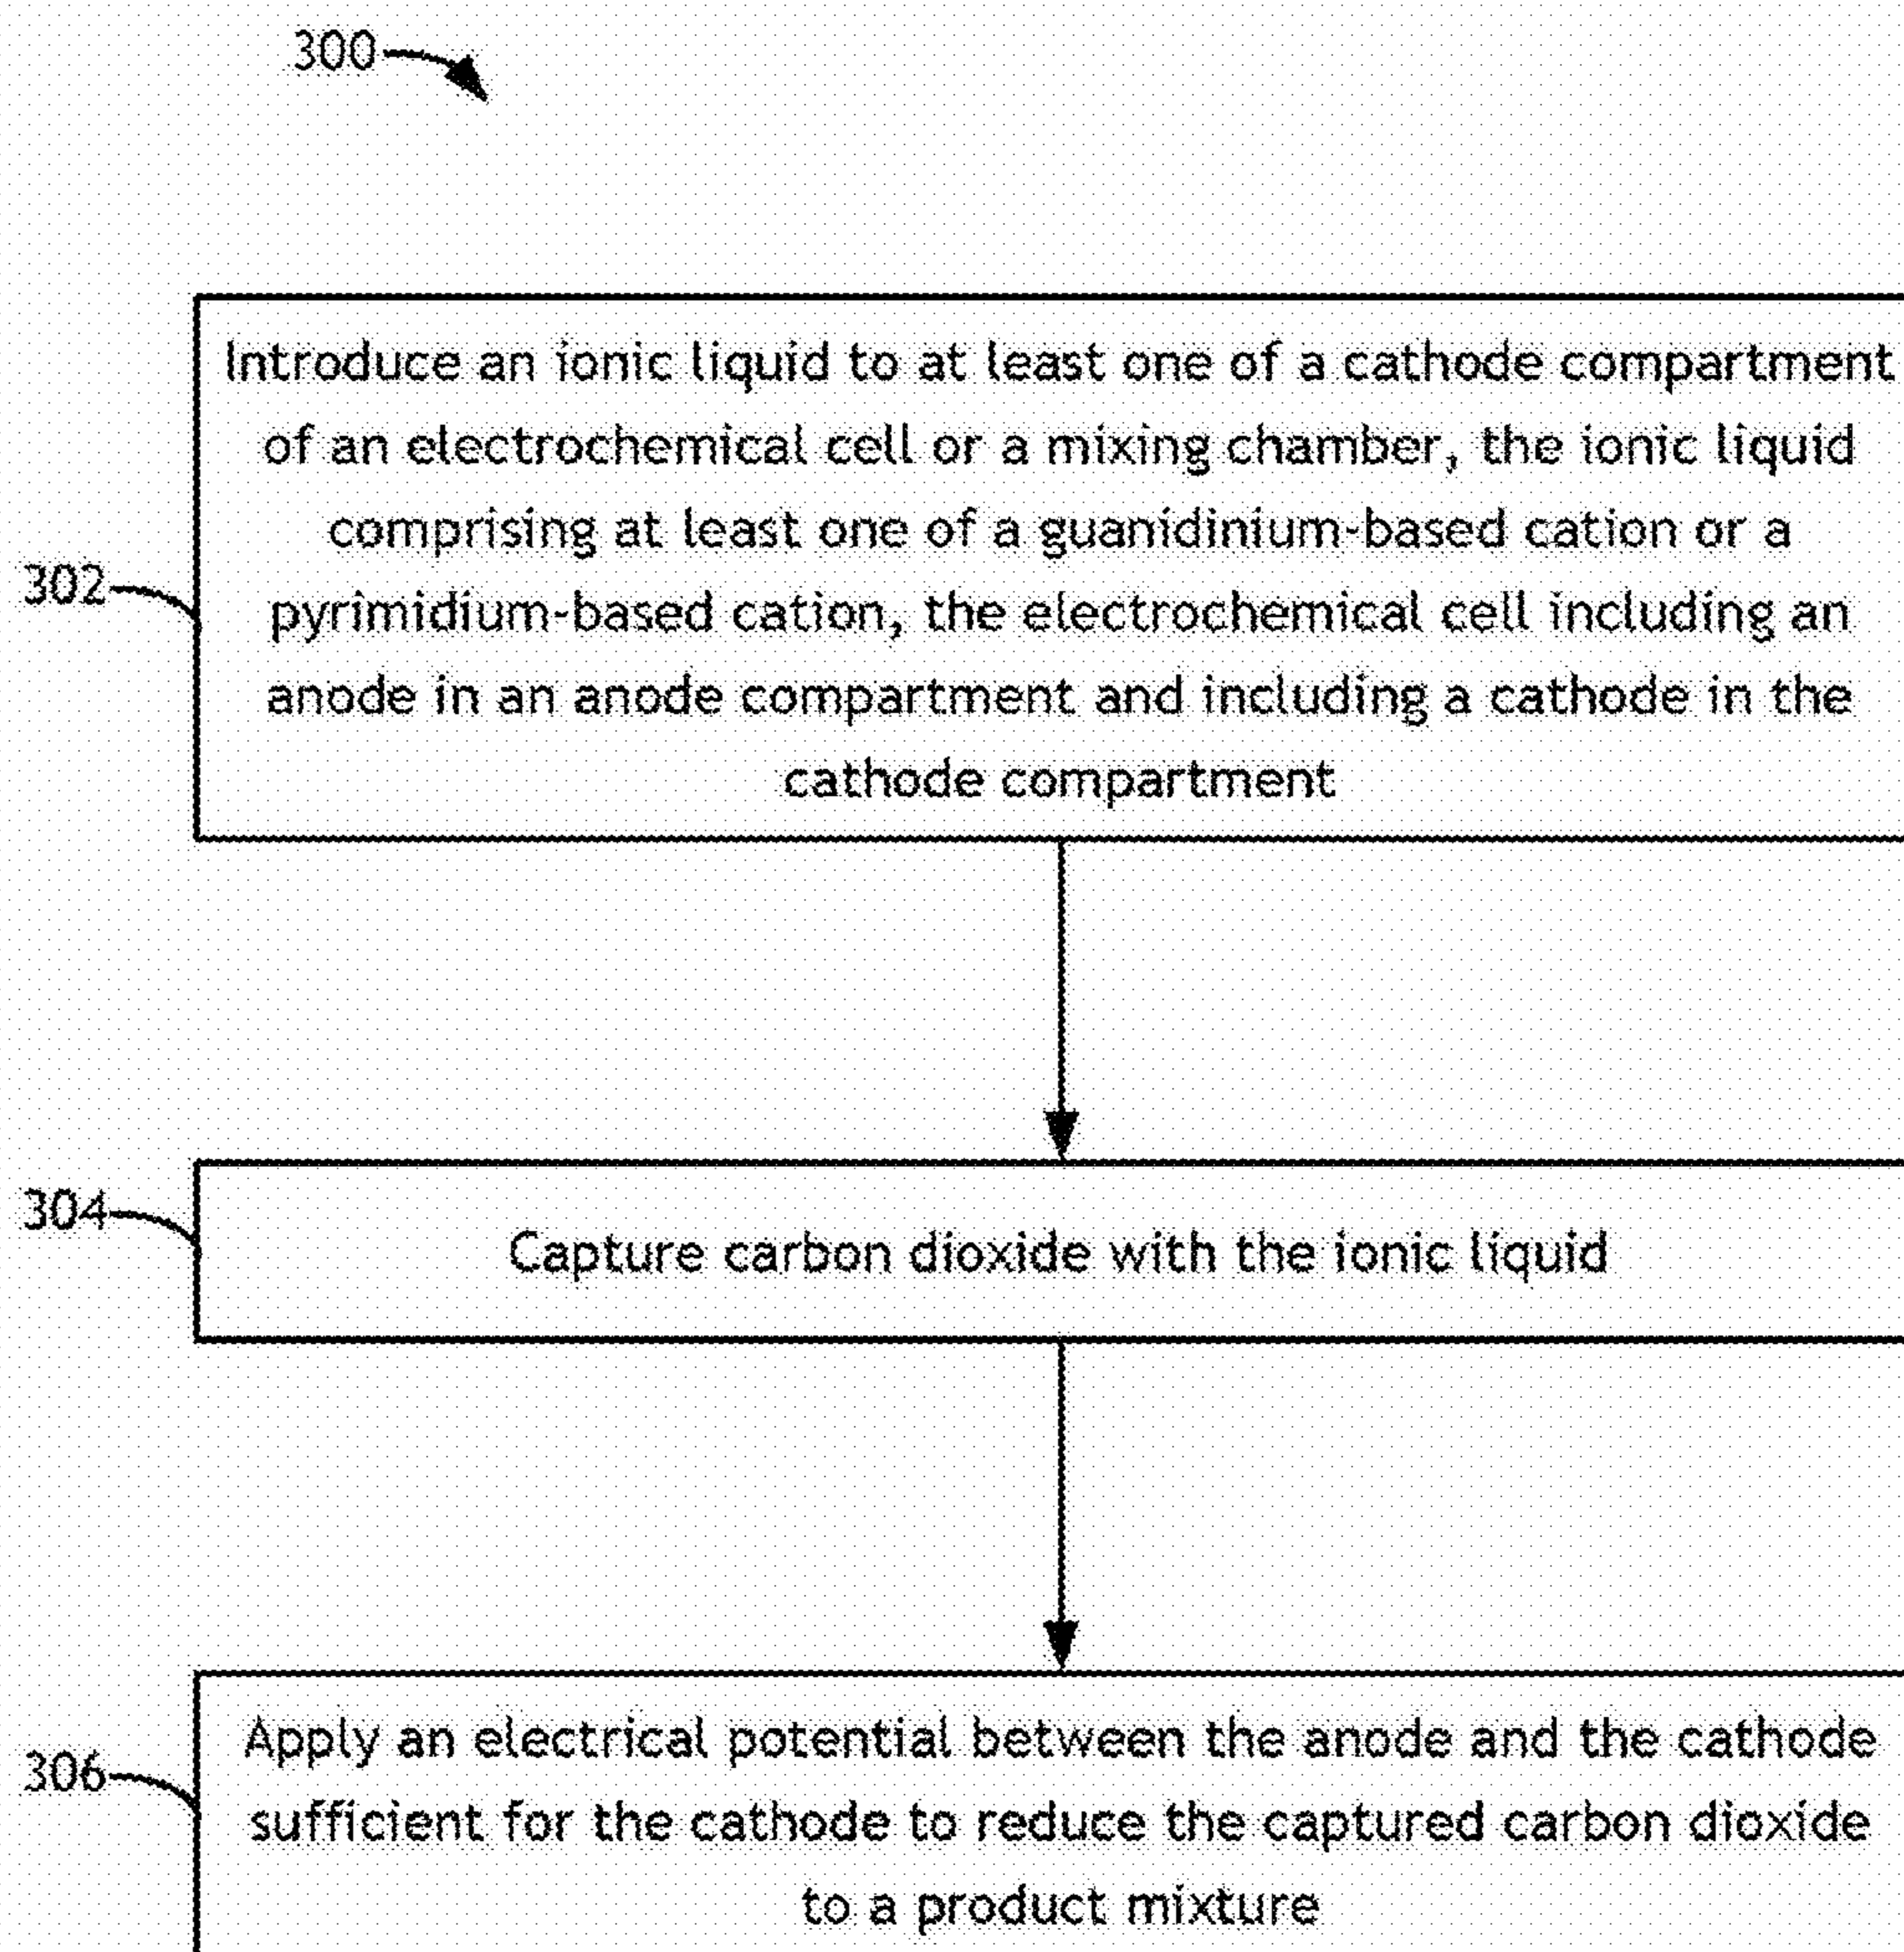 300
Introduce an ionic liquid to at least one of a cathode compartment
of an electrochemical cell or a mixing chamber, the ionic liquid
comprising at least one of a guanidinium-based cation or a
302
pyrimidium-based cation, the electrochemical cell including an
anode in an anode compartment and including a cathode in the
cathode compartment
304
Capture carbon dioxide with the ionic liquid
Apply an electrical potential between the anode and the cathode
306
sufficient for the cathode to reduce the captured carbon dioxide
to a product mixture